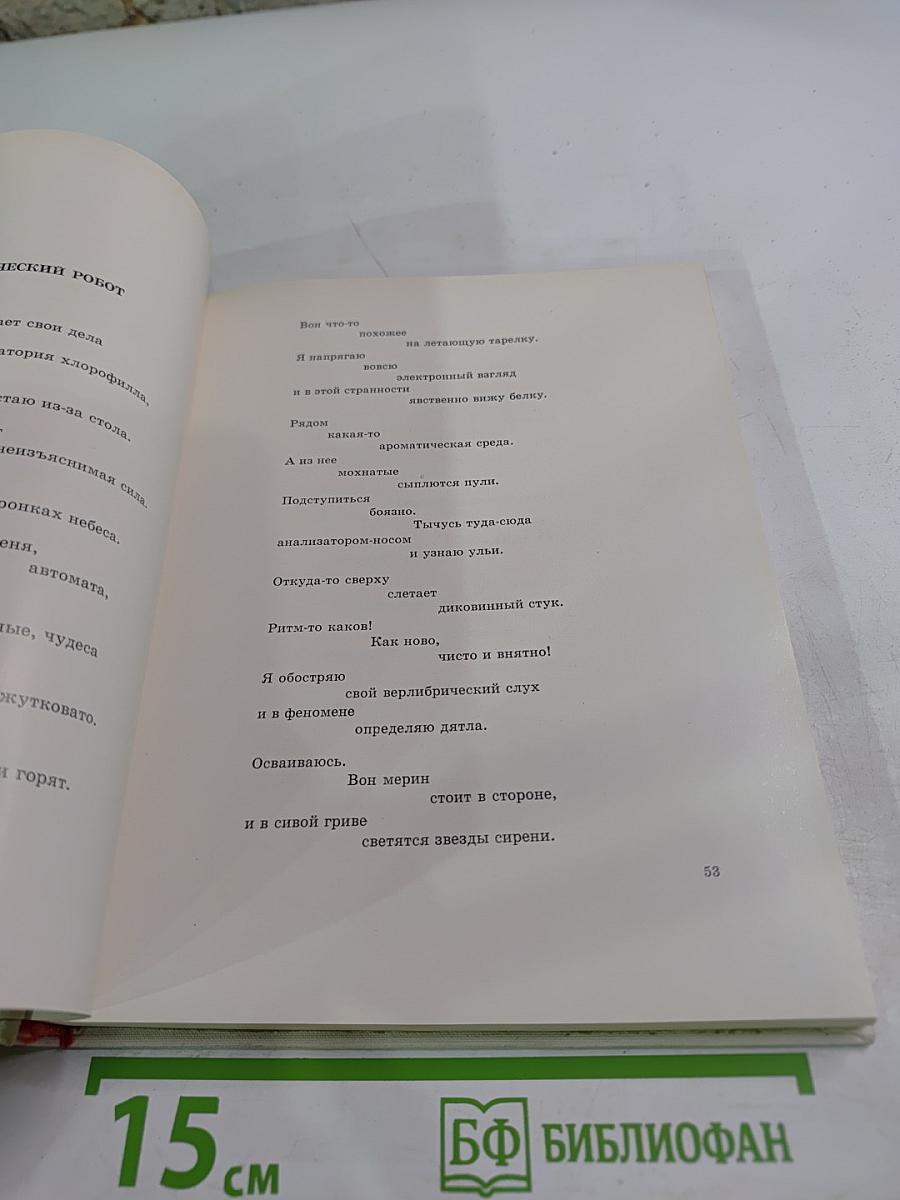 ЧЕСКИЙ РОБОТ
ает свои дела
атория хлорофилла,
стаю из-за стола.
неизъяснимая сила.
ронках небеса.
еня,
автомата,
ые, чудеса
жутковато.
и горят.
Вон что-то
похожее
на летающую тарелку.
Я напрягаю
вовсю
электронный взгляд
и в этой странности
явственно вижу белку.
Рядом
какая-то
ароматическая среда.
А из нее
мохнатые
сыплются пули.
Подступиться
боязно.
Тычусь туда-сюда
анализатором-носом
и узнаю ульи.
Откуда-то сверху
слетает
диковинный стук.
Ритм-то каков!
Как ново,
чисто и внятно!
Я обостряю
свой верлибрический слух
и в феномене
определяю дятла.
Осваиваюсь.
Вон мерин
стоит в стороне,
и в сивой гриве
светятся звезды сирени.
53
15 см
БФ БИБЛИОФАН